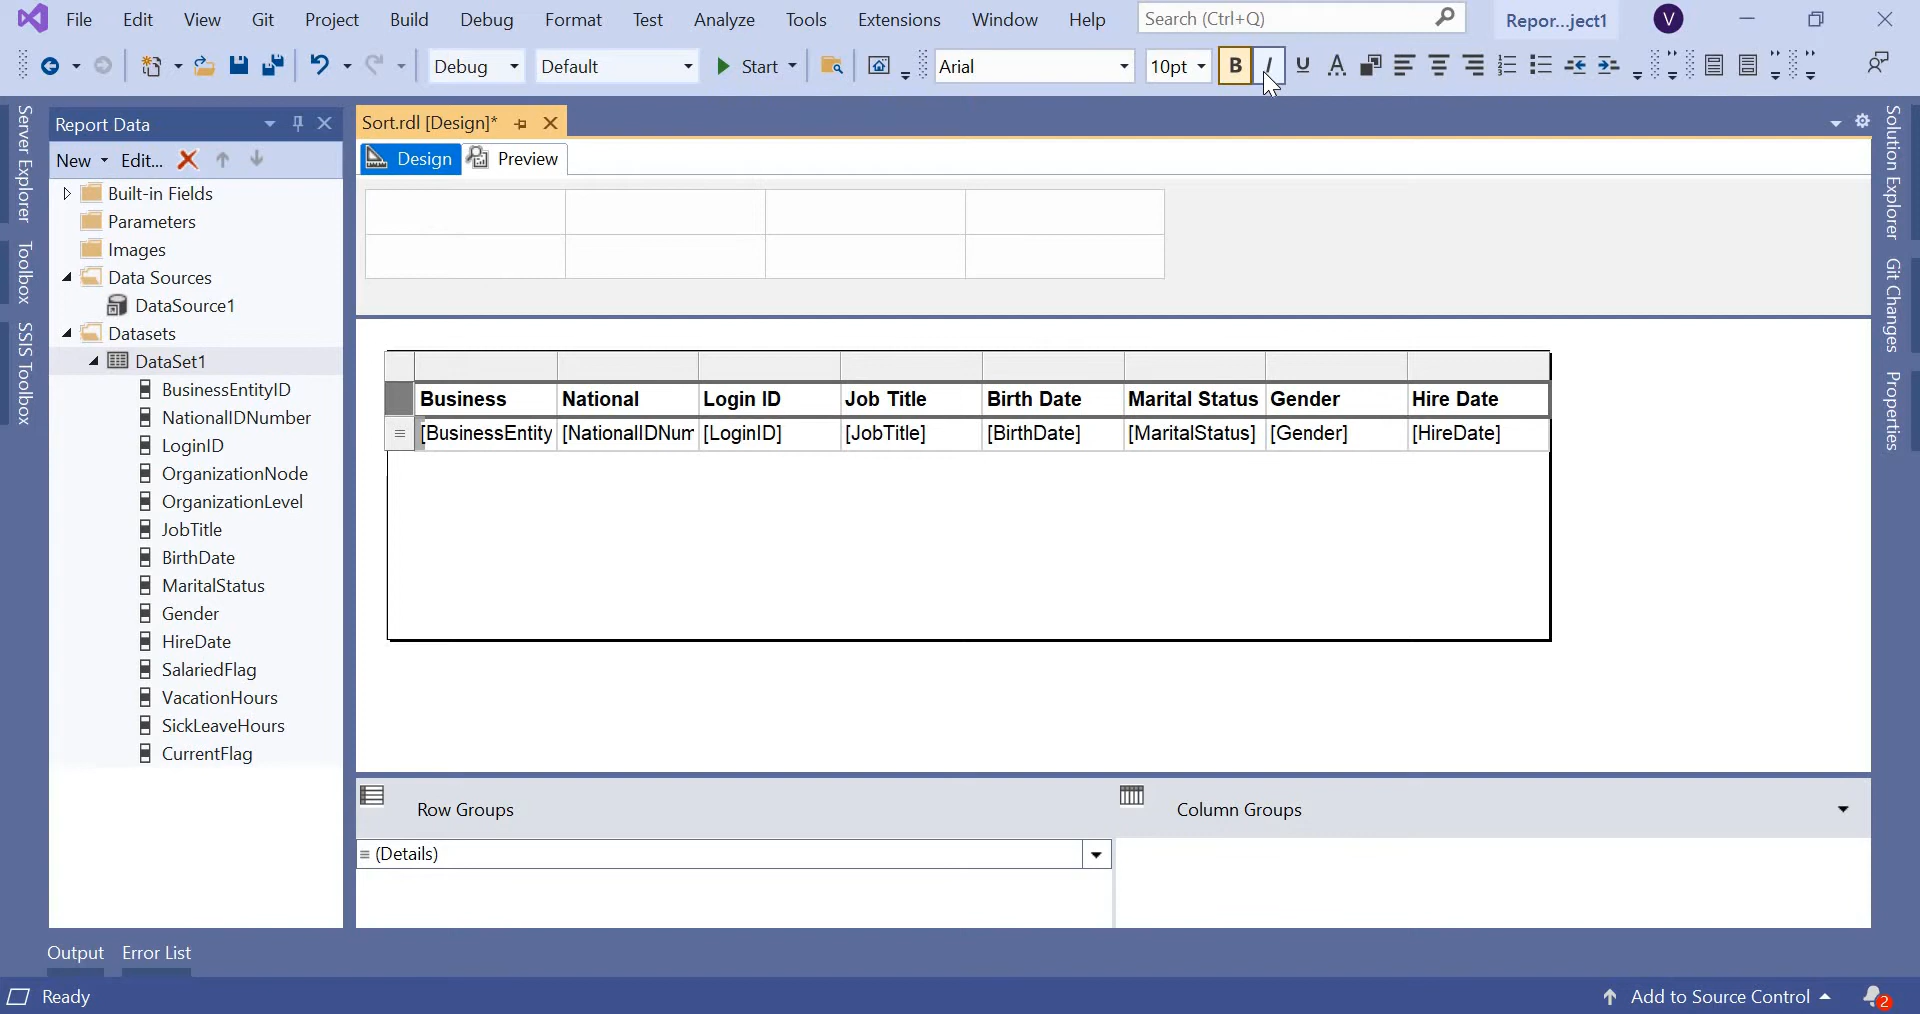 File Edit View Git Project Build Debug Format Test Analyze Tools Extensions Window Help Search (Ctrl+Q) Repor...ject1 V
Debug Default Start Arial 10pt B I U A
Server Explorer
Toolbox
SSIS Toolbox
Report Data
New Edit...
Built-in Fields
Parameters
Images
Data Sources
DataSource1
Datasets
DataSet1
BusinessEntityID
NationalIDNumber
LoginID
OrganizationNode
OrganizationLevel
JobTitle
BirthDate
MaritalStatus
Gender
HireDate
SalariedFlag
VacationHours
SickLeaveHours
CurrentFlag
Sort.rdl [Design]*
Design Preview
Business National Login ID Job Title Birth Date Marital Status Gender Hire Date
[BusinessEntity [NationalIDNum [LoginID] [JobTitle] [BirthDate] [MaritalStatus] [Gender] [HireDate]
Row Groups Column Groups
(Details)
Solution Explorer
Git Changes
Properties
Output Error List
Ready Add to Source Control 2